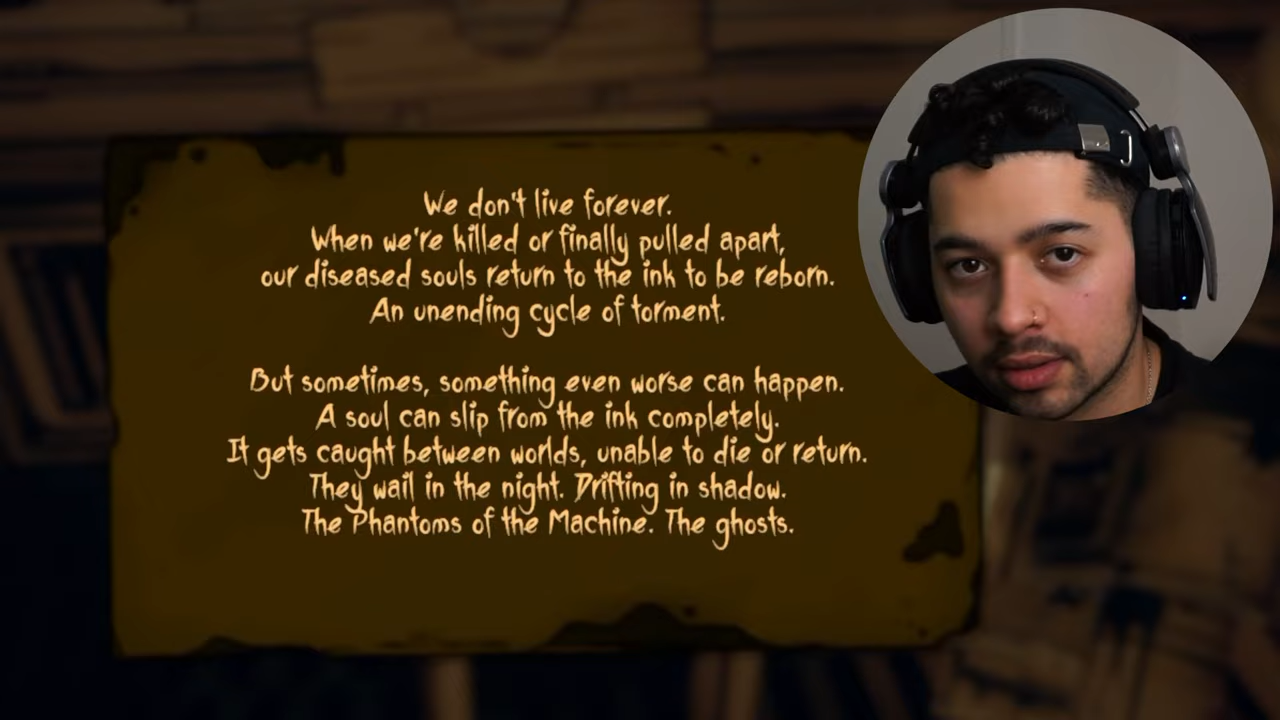 We don't live forever.
When we're killed or finally pulled apart,
our diseased souls return to the ink to be reborn.
An unending cycle of torment.
But sometimes, something even worse can happen.
A soul can slip from the ink completely.
It gets caught between worlds, unable to die or return.
They wail in the night. Drifting in shadow.
The Phantoms of the Machine. The ghosts.